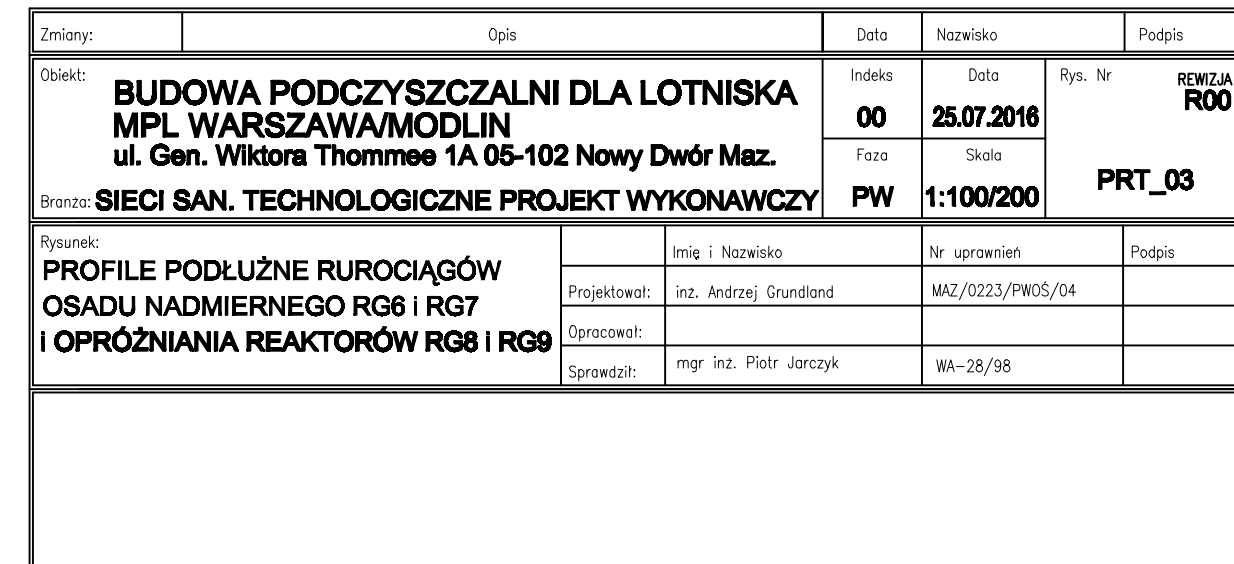 Zmiany: Opis Data Nazwisko Podpis
Obiekt: BUDOWA PODCZYSZCZALNI DLA LOTNISKA
MPL WARSZAWA/MODLIN
ul. Gen. Wiktora Thommee 1A 05-102 Nowy Dwór Maz.
Branża: SIECI SAN. TECHNOLOGICZNE PROJEKT WYKONAWCZY
Indeks Data Rys. Nr REWIZJA
00 25.07.2016 R00
Faza Skala
PW 1:100/200 PRT_03
Rysunek:
PROFILE PODŁUŻNE RUROCIĄGÓW
OSADU NADMIERNEGO RG6 i RG7
i OPRÓŻNIANIA REAKTORÓW RG8 i RG9
Imię i Nazwisko Nr uprawnień Podpis
Projektował: inż. Andrzej Grundland MAZ/0223/PWOŚ/04
Opracował:
Sprawdził: mgr inż. Piotr Jarczyk WA-28/98